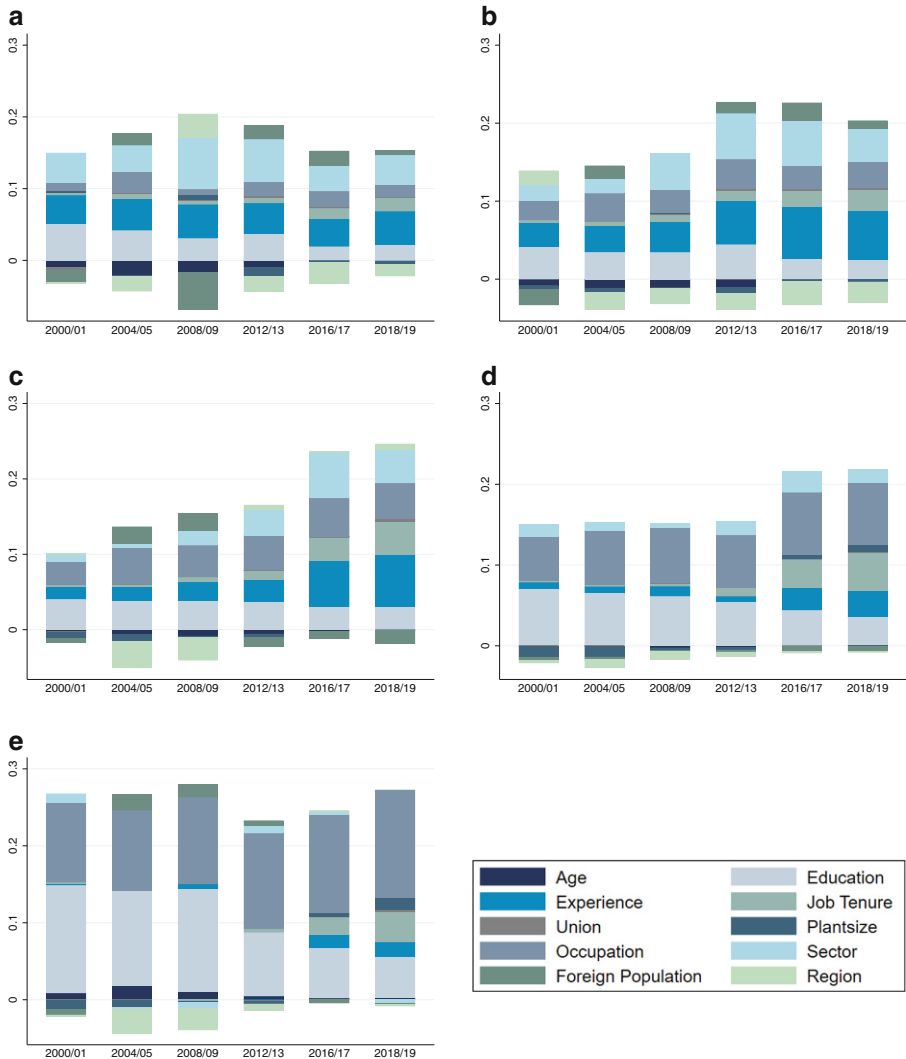 a
b
0.3
0.2
0.1
0
2000/01 2004/05 2008/09 2012/13 2016/17 2018/19
0.3
0.2
0.1
0
2000/01 2004/05 2008/09 2012/13 2016/17 2018/19
c
d
0.3
0.2
0.1
0
2000/01 2004/05 2008/09 2012/13 2016/17 2018/19
0.3
0.2
0.1
0
2000/01 2004/05 2008/09 2012/13 2016/17 2018/19
e
0.3
0.2
0.1
0
2000/01 2004/05 2008/09 2012/13 2016/17 2018/19
Age Education
Experience Job Tenure
Union Plantsize
Occupation Sector
Foreign Population Region